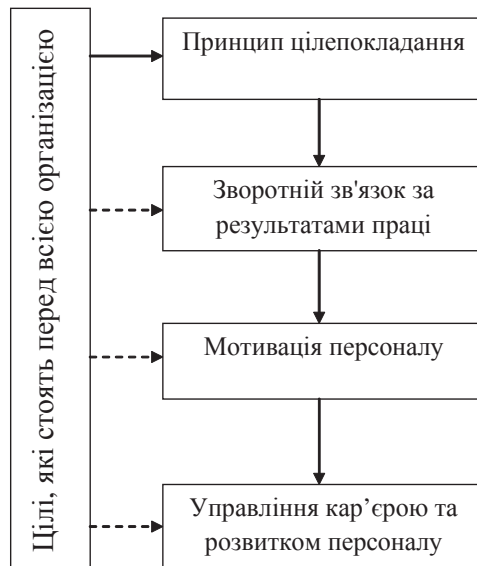 Цілі, які стоять перед всією організацією
Принцип цілепокладання
Зворотній зв'язок за
результатами праці
Мотивація персоналу
Управління кар’єрою та
розвитком персоналу